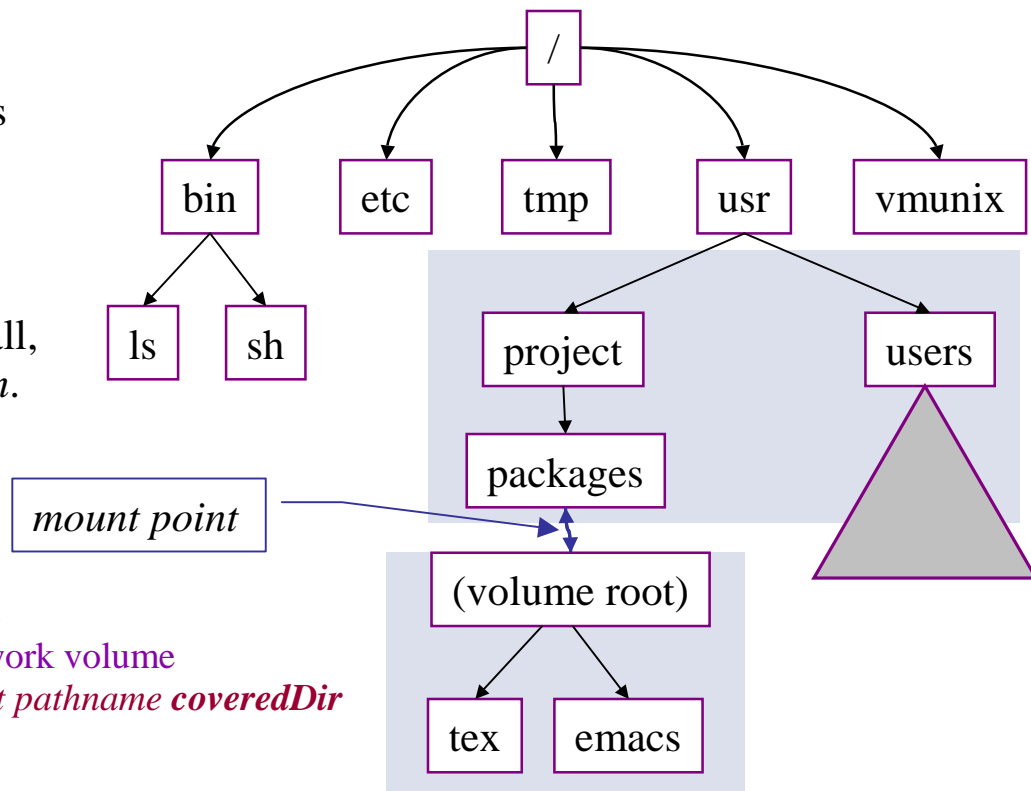 /
s
bin etc tmp usr vmunix
ll,
ls sh project users
n.
packages
mount point
(volume root)
work volume
t pathname coveredDir
tex emacs